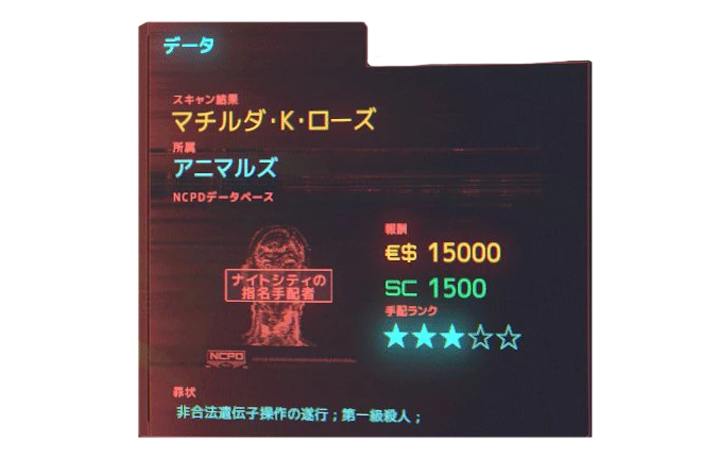 データ
スキャン結果
マチルダ・K・ローズ
所属
アニマルズ
NCPDデータベース
報酬
€$ 15000
SC 1500
手配ランク
ナイトシティの
指名手配者
NCPD
罪状
非合法遺伝子操作の遂行；第一級殺人；